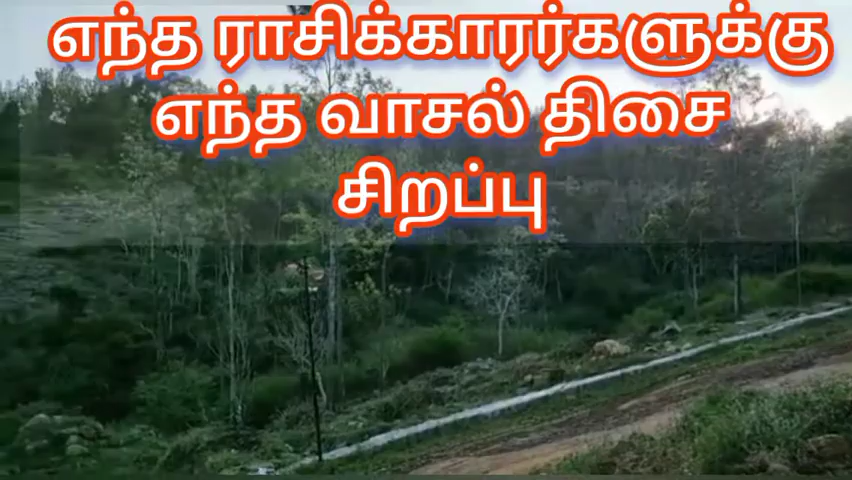 எந்த ராசிக்காரர்களுக்கு
எந்த வாசல் திசை
சிறப்பு